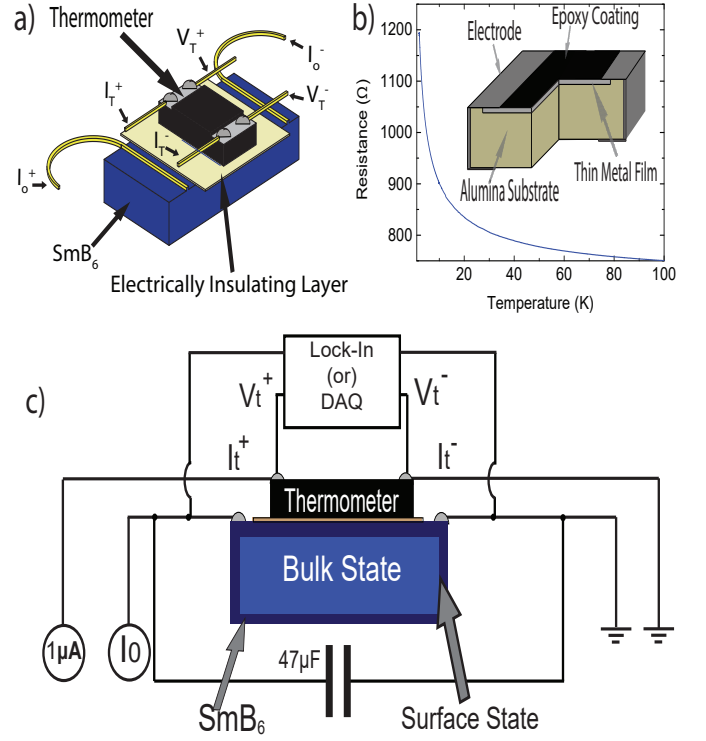 a)
Thermometer
V_T^+
I_o^-
I_T^+
V_T^-
I_T^-
I_o^+
SmB_6
Electrically Insulating Layer
b)
1200
1100
1000
900
800
Resistance (Ω)
20
40
60
80
100
Temperature (K)
Epoxy Coating
Electrode
Alumina Substrate
Thin Metal Film
c)
Lock-In
(or)
DAQ
Vt^+
Vt^-
It^+
It^-
Thermometer
Bulk State
1µA
I0
47µF
SmB_6
Surface State